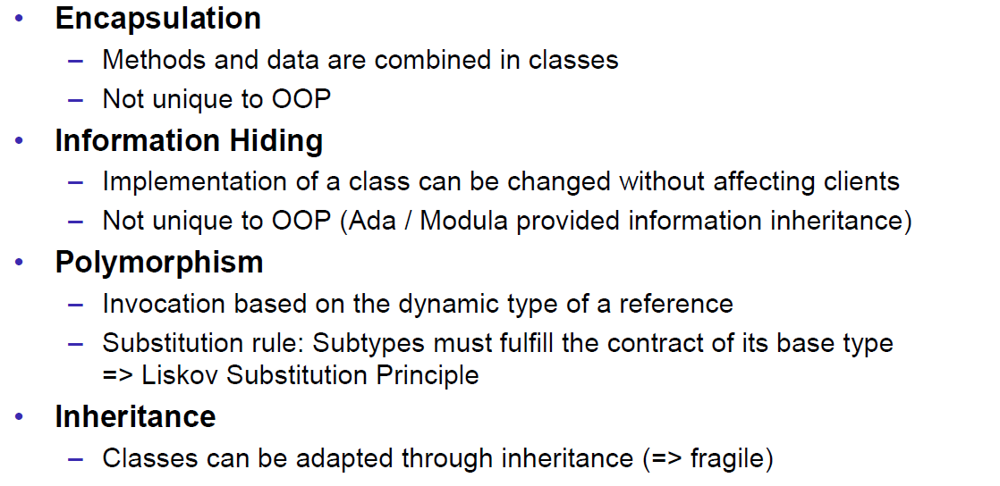 • Encapsulation
– Methods and data are combined in classes
– Not unique to OOP
• Information Hiding
– Implementation of a class can be changed without affecting clients
– Not unique to OOP (Ada / Modula provided information inheritance)
• Polymorphism
– Invocation based on the dynamic type of a reference
– Substitution rule: Subtypes must fulfill the contract of its base type
=> Liskov Substitution Principle
• Inheritance
– Classes can be adapted through inheritance (=> fragile)